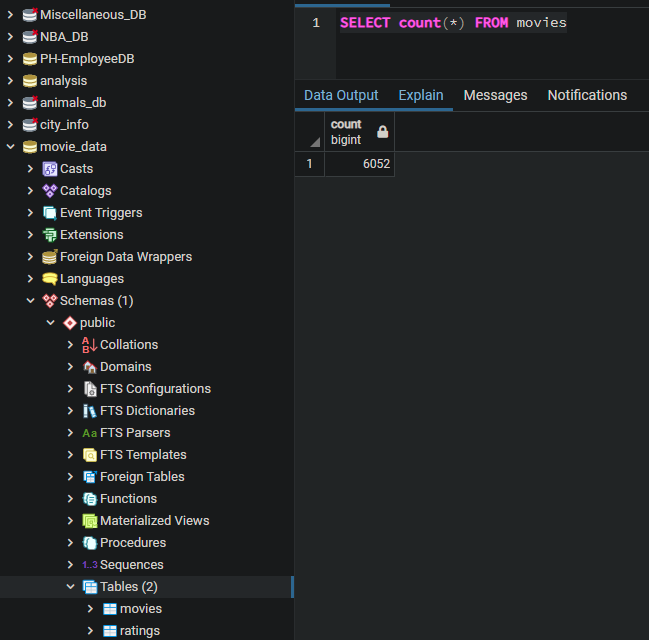 Miscellaneous_DB
NBA_DB
PH-EmployeeDB
analysis
animals_db
city_info
movie_data
Casts
Catalogs
Event Triggers
Extensions
Foreign Data Wrappers
Languages
Schemas (1)
public
Collations
Domains
FTS Configurations
FTS Dictionaries
Aa FTS Parsers
FTS Templates
Foreign Tables
Functions
Materialized Views
Procedures
1..3 Sequences
Tables (2)
movies
ratings
1 SELECT count(*) FROM movies
Data Output Explain Messages Notifications
count
bigint
1 6052